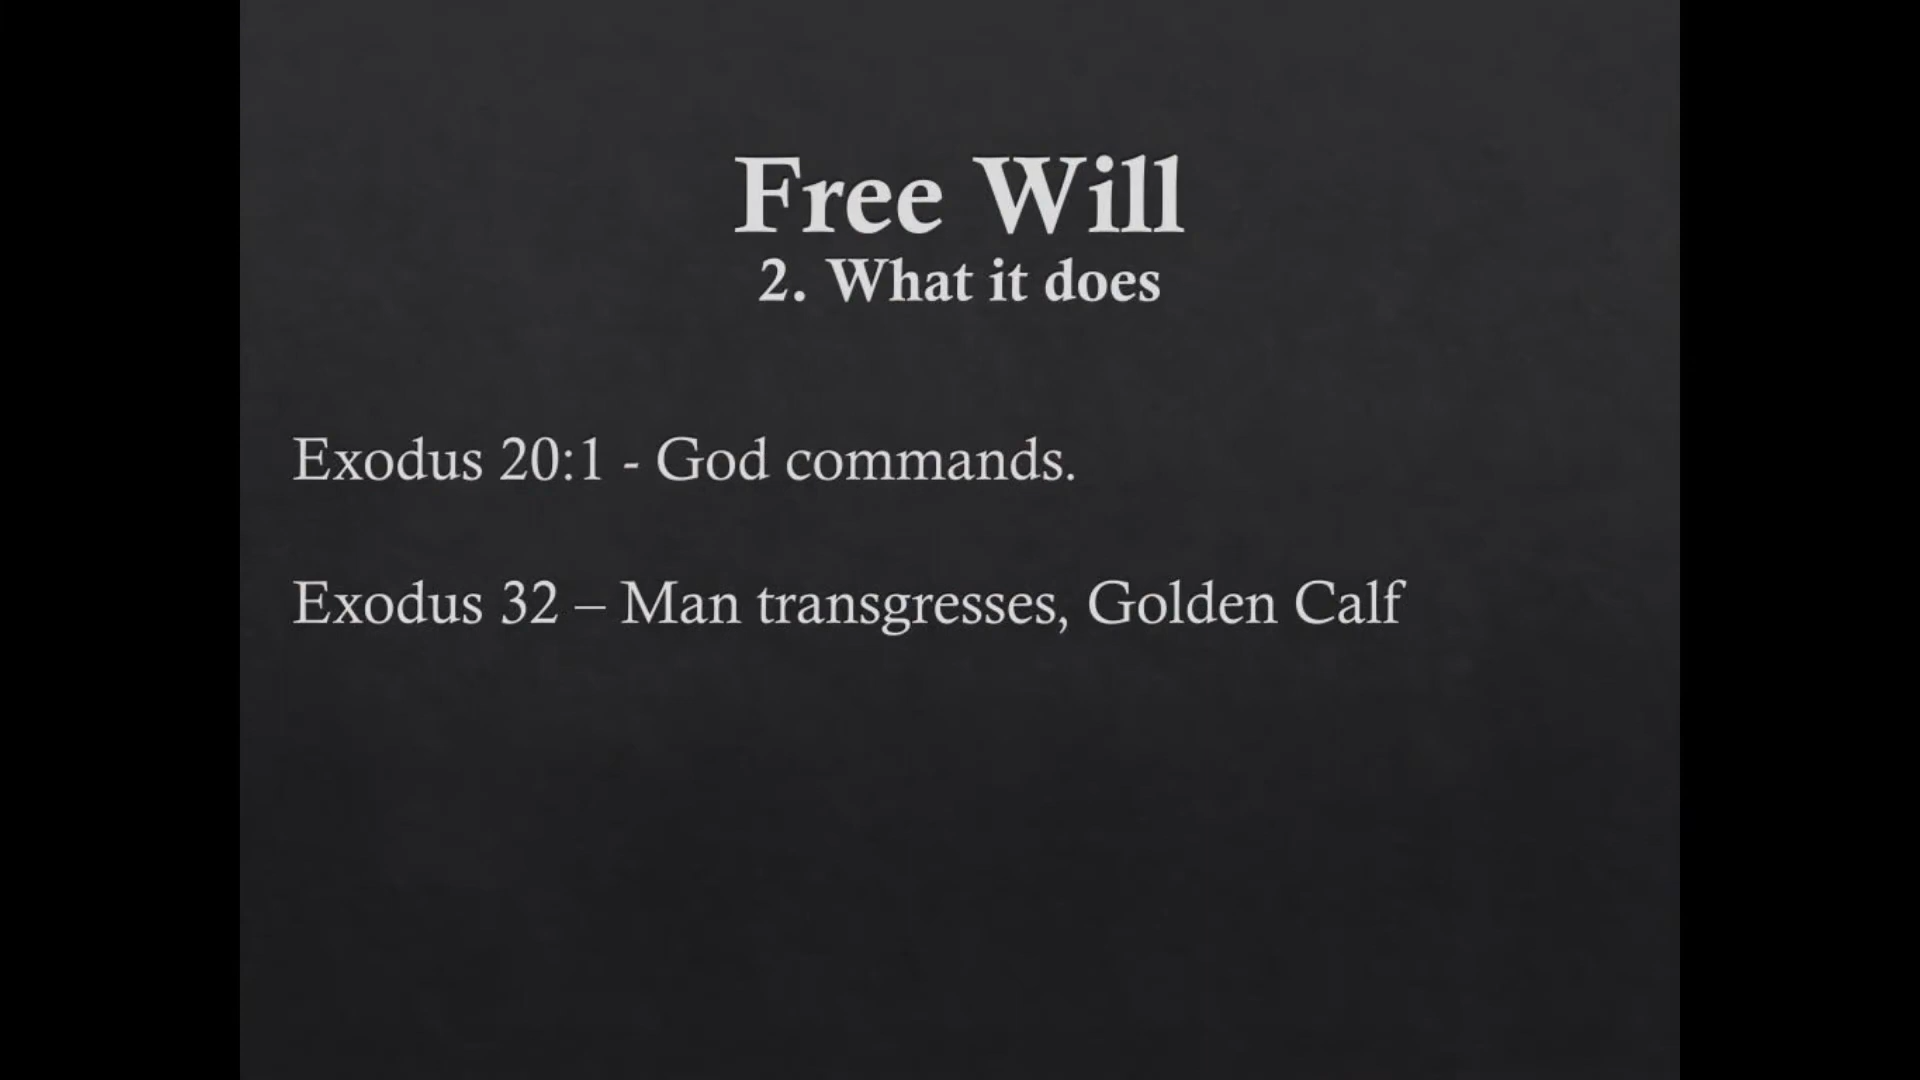 Free Will
2. What it does
Exodus 20:1 - God commands.
Exodus 32 – Man transgresses, Golden Calf